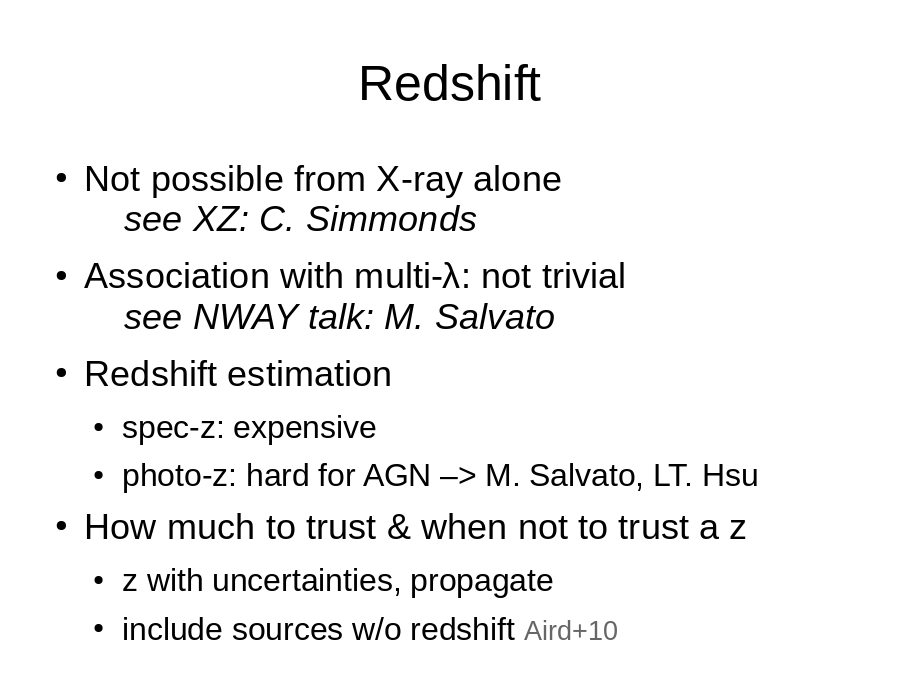 Redshift
• Not possible from X-ray alone
see XZ: C. Simmonds
• Association with multi-λ: not trivial
see NWAY talk: M. Salvato
• Redshift estimation
• spec-z: expensive
• photo-z: hard for AGN –> M. Salvato, LT. Hsu
• How much to trust & when not to trust a z
• z with uncertainties, propagate
• include sources w/o redshift Aird+10